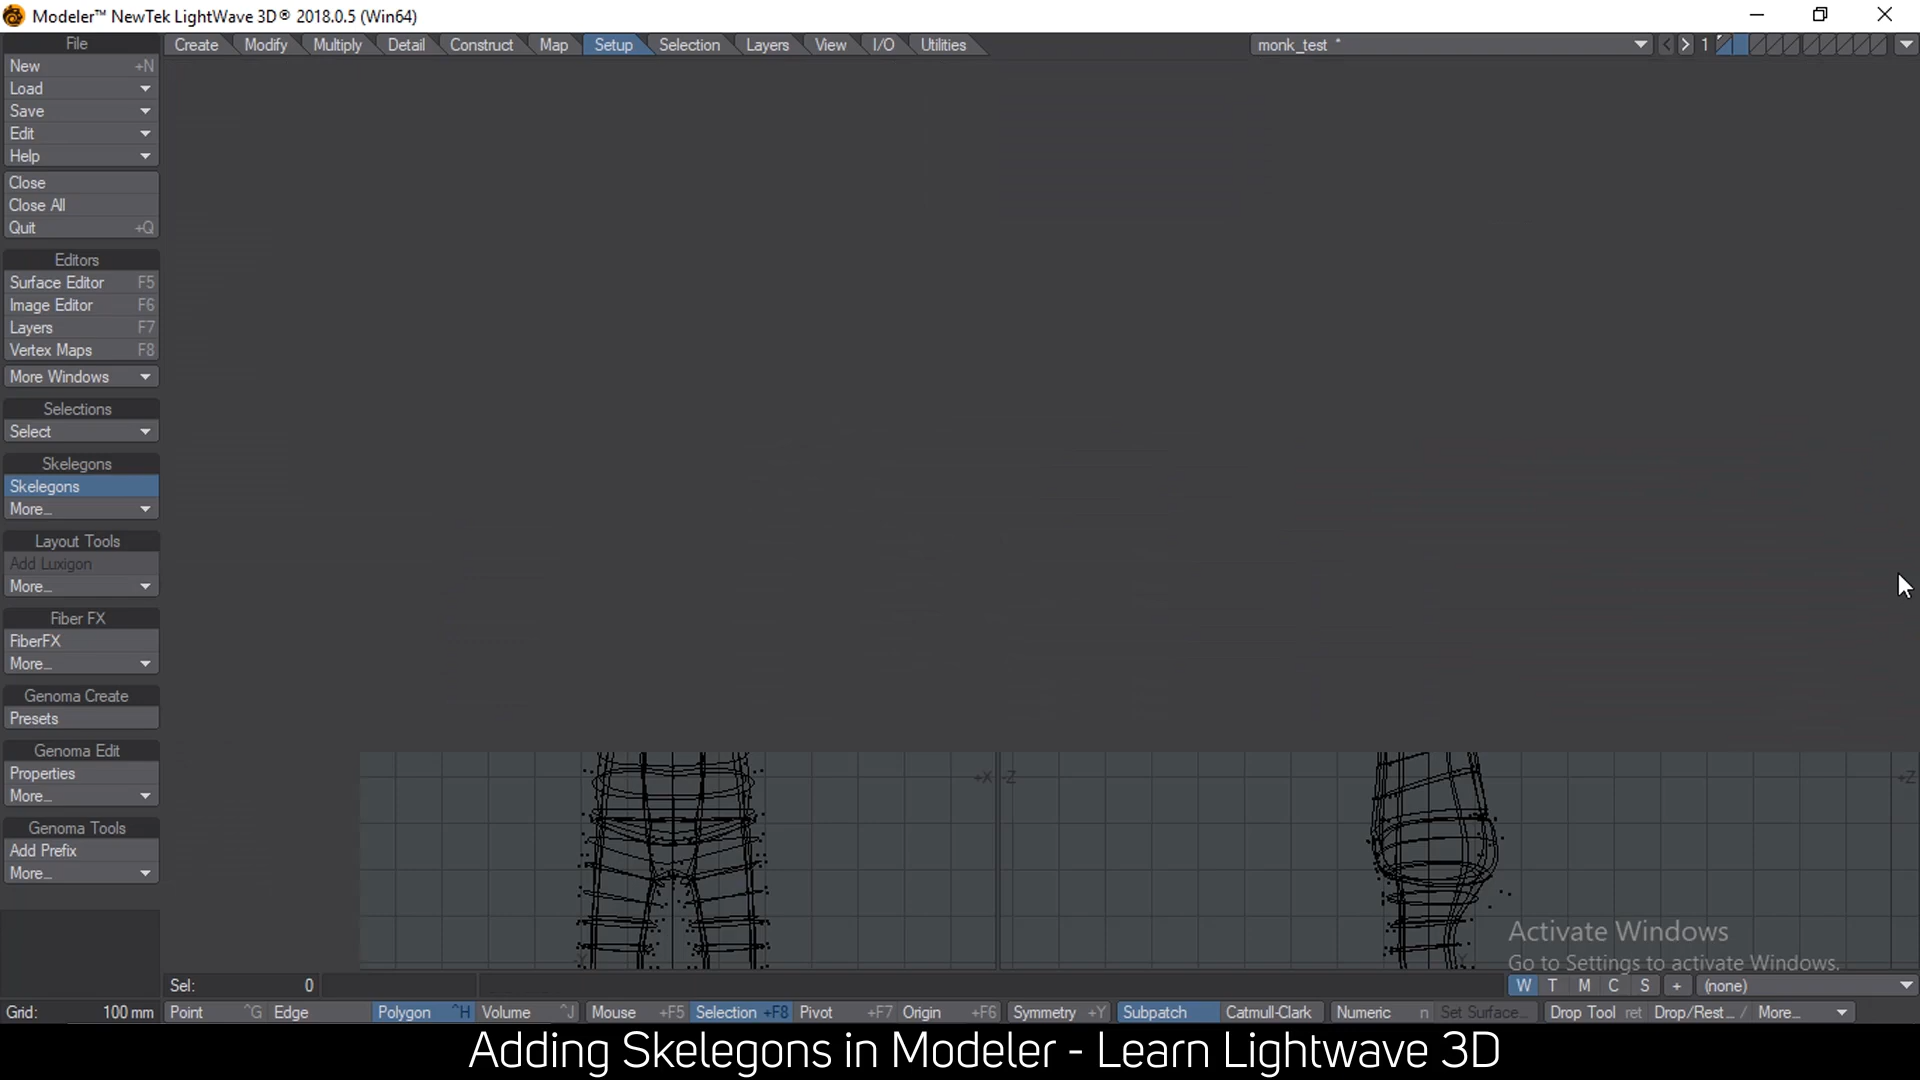 Modeler™ NewTek LightWave 3D® 2018.0.5 (Win64)
File
Create Modify Multiply Detail Construct Map Setup Selection Layers View I/O Utilities
monk_test *
1
New +N
Load
Save
Edit
Help
Close
Close All
Quit +Q
Editors
Surface Editor F5
Image Editor F6
Layers F7
Vertex Maps F8
More Windows
Selections
Select
Skelegons
Skelegons
More...
Layout Tools
Add Luxigon
More...
Fiber FX
FiberFX
More...
Genoma Create
Presets
Genoma Edit
Properties
More...
Genoma Tools
Add Prefix
More...
+X -Z +Z
Activate Windows
Go to Settings to activate Windows.
Sel: 0
W T M C S + (none)
Grid: 100 mm Point ^G Edge Polygon ^H Volume ^J Mouse +F5 Selection +F8 Pivot +F7 Origin +F6 Symmetry +Y Subpatch Catmull-Clark Numeric n Set Surface... Drop Tool ret Drop/Rest... / More...
Adding Skelegons in Modeler - Learn Lightwave 3D